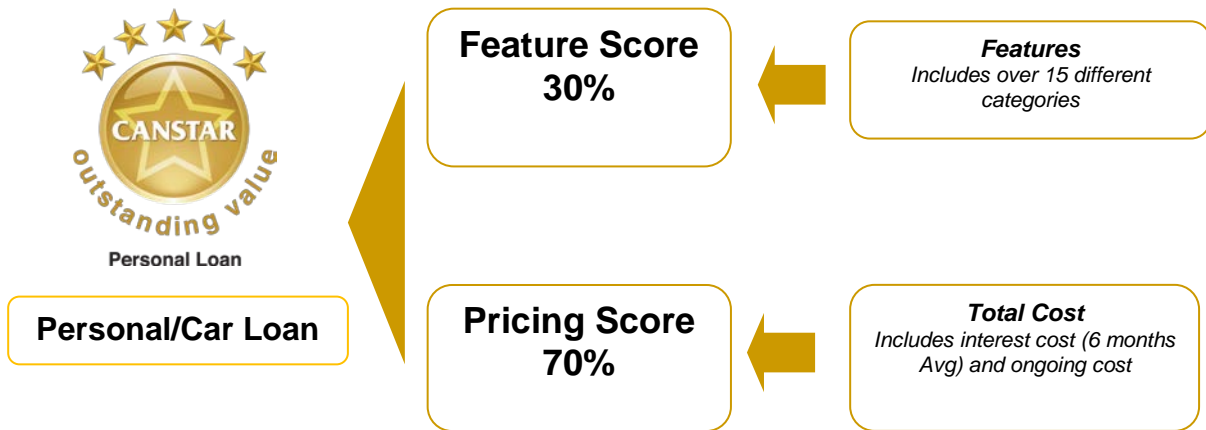 CANSTAR
outstanding value
Personal Loan
Personal/Car Loan
Feature Score
30%
Features
Includes over 15 different
categories
Pricing Score
70%
Total Cost
Includes interest cost (6 months
Avg) and ongoing cost